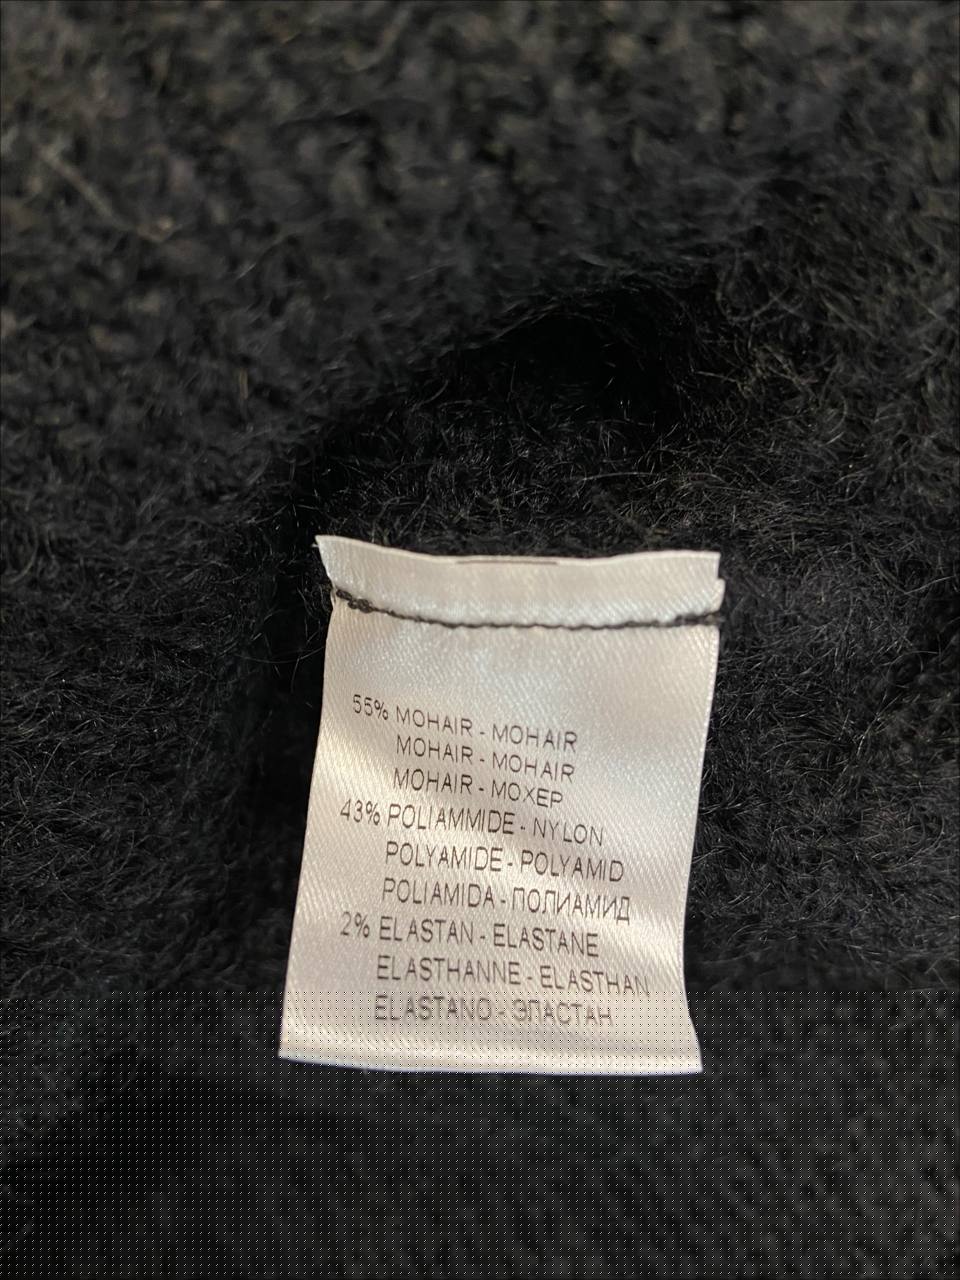 55% MOHAIR - MOHAIR
MOHAIR - MOHAIR
MOHAIR - МОХЕР
43% POLIAMMIDE - NYLON
POLYAMIDE - POLYAMID
POLIAMIDA - ПОЛИАМИД
2% ELASTAN - ELASTANE
ELASTHANNE - ELASTHAN
ELASTANO - ЭЛАСТАН